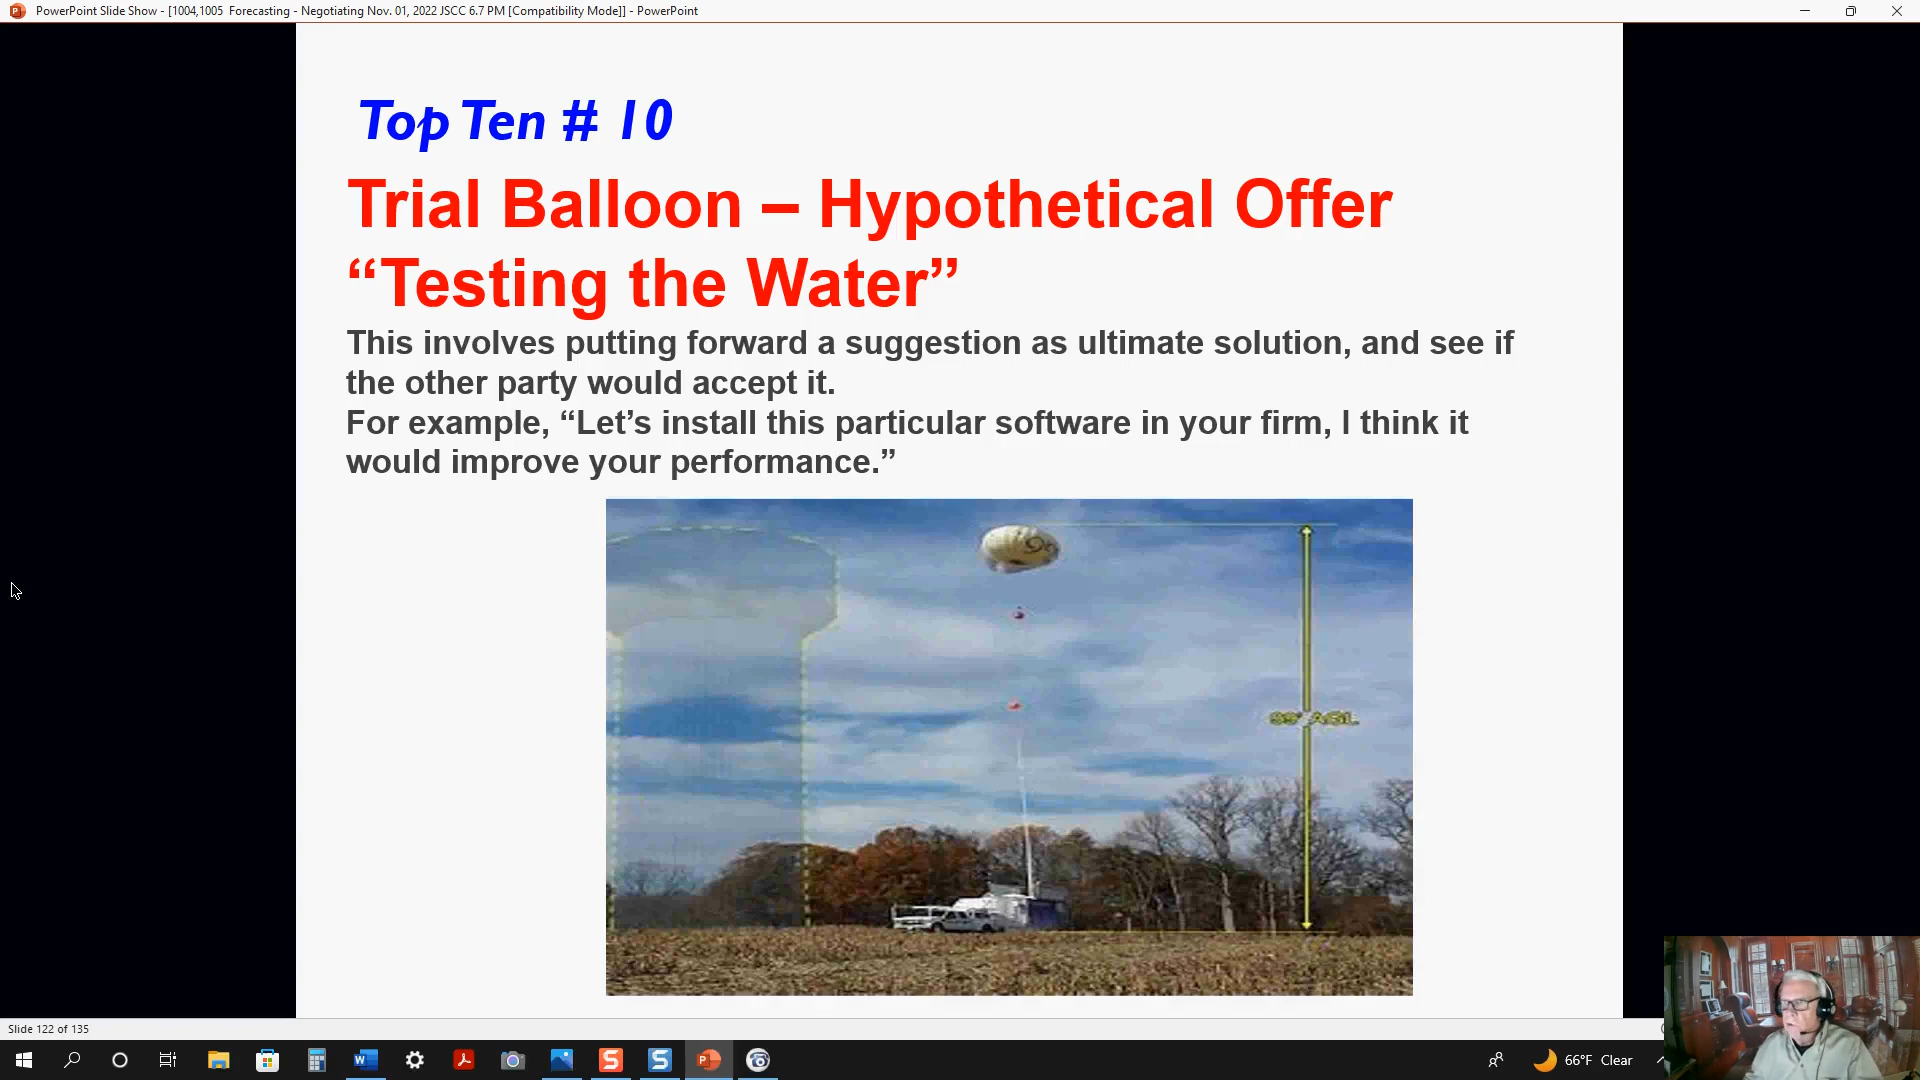 PowerPoint Slide Show - [1004,1005  Forecasting - Negotiating Nov. 01, 2022 JSCC 6.7 PM [Compatibility Mode]] - PowerPoint
Top Ten # 10
Trial Balloon – Hypothetical Offer
“Testing the Water”
This involves putting forward a suggestion as ultimate solution, and see if
the other party would accept it.
For example, “Let’s install this particular software in your firm, I think it
would improve your performance.”
99' AGL
Slide 122 of 135
66°F Clear